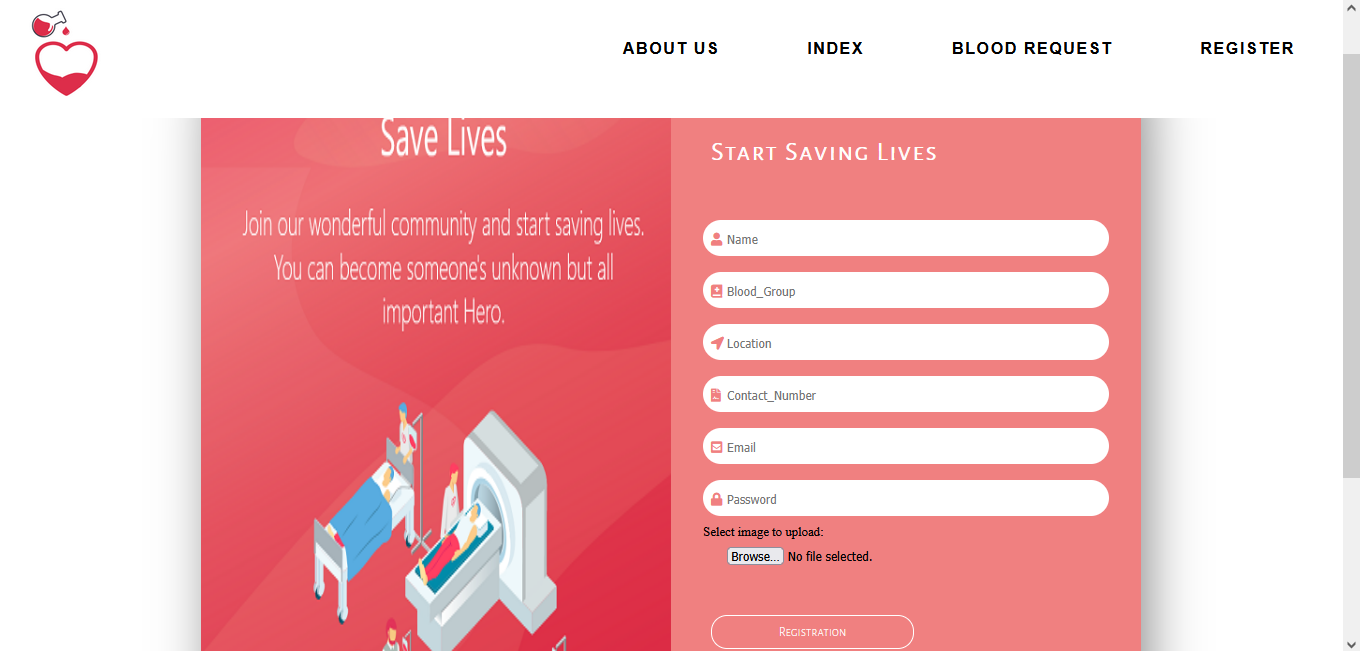 ABOUT US
INDEX
BLOOD REQUEST
REGISTER
Save Lives
Join our wonderful community and start saving lives.
You can become someone's unknown but all
important Hero.
Start Saving Lives
Name
Blood_Group
Location
Contact_Number
Email
Password
Select image to upload:
Browse... No file selected.
Registration